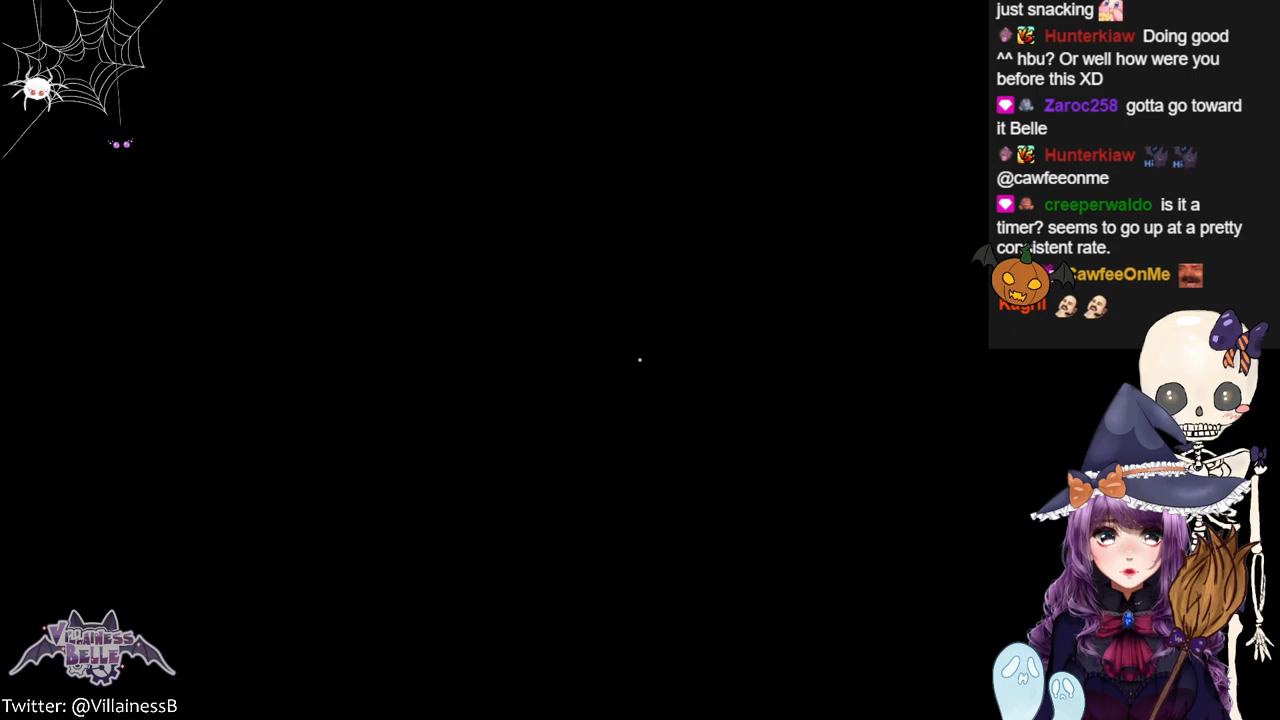 just snacking
Hunterkiaw Doing good
^^ hbu? Or well how were you
before this XD
Zaroc258 gotta go toward
it Belle
Hunterkiaw
@cawfeeonme
creeperwaldo is it a
timer? seems to go up at a pretty
consistent rate.
CawfeeOnMe
VILLAINESS
BELLE
Twitter: @VillainessB